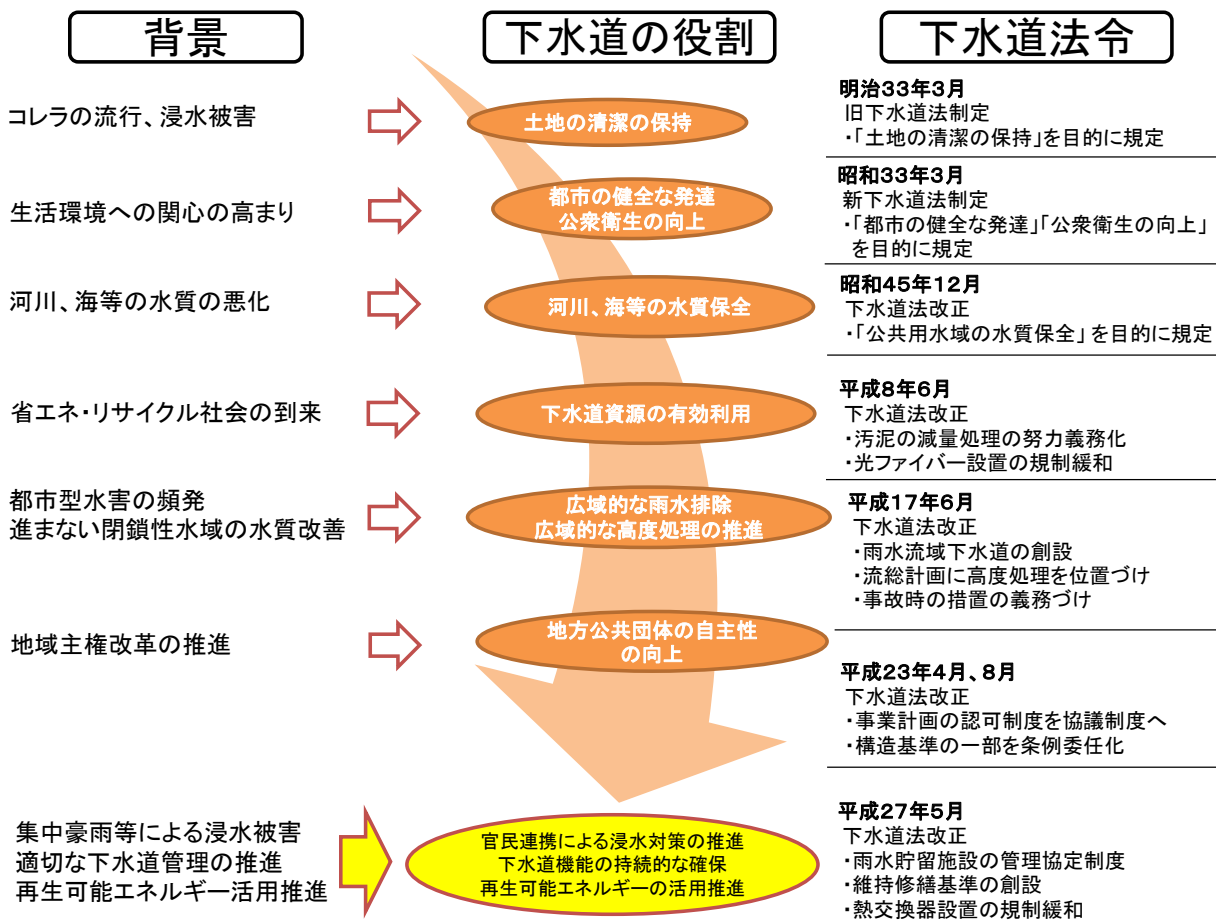 背景
下水道の役割
下水道法令
コレラの流行、浸水被害
土地の清潔の保持
明治33年3月
旧下水道法制定
・「土地の清潔の保持」を目的に規定
生活環境への関心の高まり
都市の健全な発達
公衆衛生の向上
昭和33年3月
新下水道法制定
・「都市の健全な発達」「公衆衛生の向上」
を目的に規定
河川、海等の水質の悪化
河川、海等の水質保全
昭和45年12月
下水道法改正
・「公共用水域の水質保全」を目的に規定
省エネ・リサイクル社会の到来
下水道資源の有効利用
平成8年6月
下水道法改正
・汚泥の減量処理の努力義務化
・光ファイバー設置の規制緩和
都市型水害の頻発
進まない閉鎖性水域の水質改善
広域的な雨水排除
広域的な高度処理の推進
平成17年6月
下水道法改正
・雨水流域下水道の創設
・流総計画に高度処理を位置づけ
・事故時の措置の義務づけ
地域主権改革の推進
地方公共団体の自主性
の向上
平成23年4月、8月
下水道法改正
・事業計画の認可制度を協議制度へ
・構造基準の一部を条例委任化
集中豪雨等による浸水被害
適切な下水道管理の推進
再生可能エネルギー活用推進
官民連携による浸水対策の推進
下水道機能の持続的な確保
再生可能エネルギーの活用推進
平成27年5月
下水道法改正
・雨水貯留施設の管理協定制度
・維持修繕基準の創設
・熱交換器設置の規制緩和